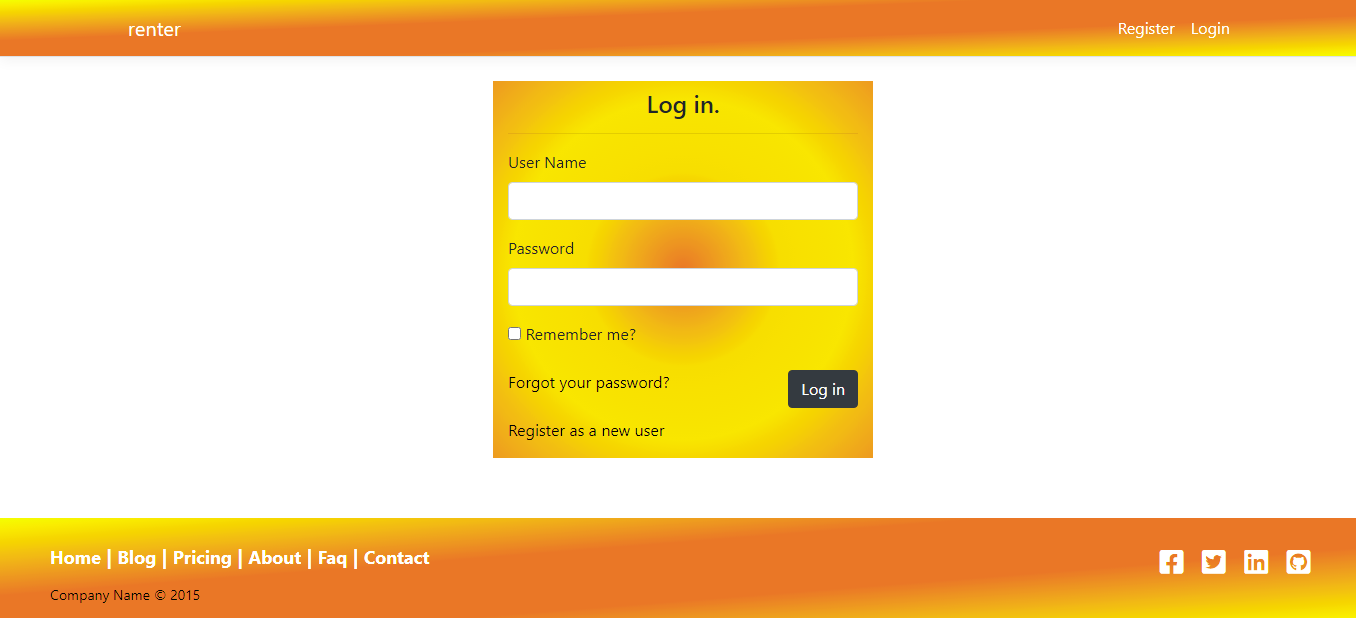 renter
Register Login
Log in.
User Name
Password
Remember me?
Forgot your password?
Log in
Register as a new user
Home | Blog | Pricing | About | Faq | Contact
Company Name © 2015